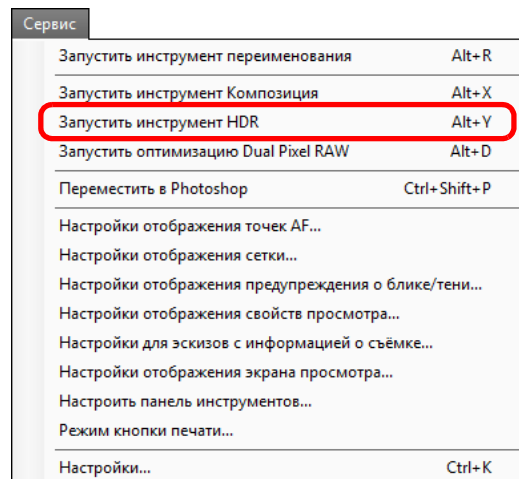 Сервис
Запустить инструмент переименования Alt+R
Запустить инструмент Композиция Alt+X
Запустить инструмент HDR Alt+Y
Запустить оптимизацию Dual Pixel RAW Alt+D
Переместить в Photoshop Ctrl+Shift+P
Настройки отображения точек AF...
Настройки отображения сетки...
Настройки отображения предупреждения о блике/тени...
Настройки отображения свойств просмотра...
Настройки для эскизов с информацией о съёмке...
Настройки отображения экрана просмотра...
Настроить панель инструментов...
Режим кнопки печати...
Настройки... Ctrl+K